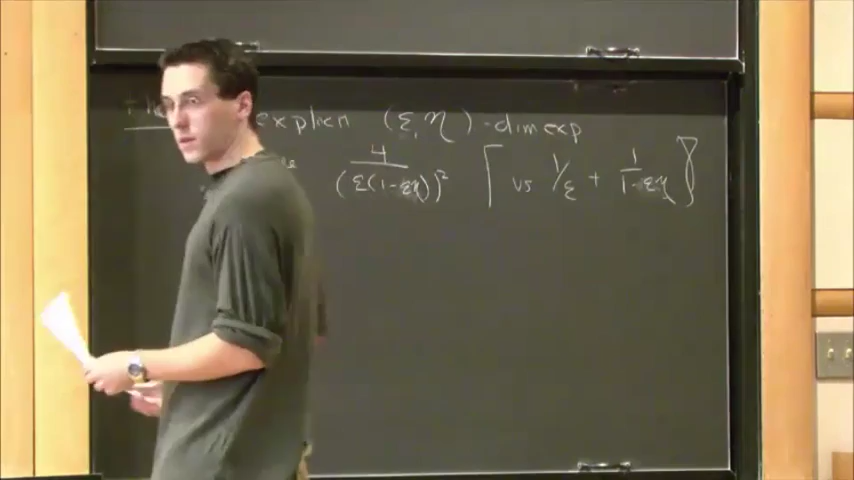 explicit (ε, η)-dim exp
4/(ε(1-εη))² [vs 1/ε + 1/1-εη]